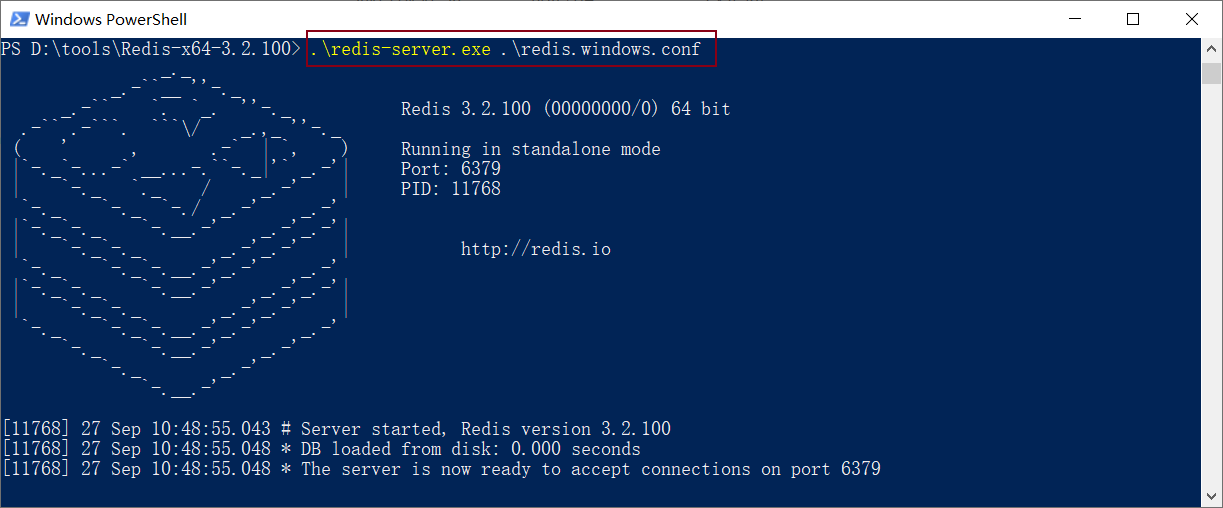 Windows PowerShell
PS D:\tools\Redis-x64-3.2.100> .\redis-server.exe .\redis.windows.conf
Redis 3.2.100 (00000000/0) 64 bit
Running in standalone mode
Port: 6379
PID: 11768
http://redis.io
[11768] 27 Sep 10:48:55.043 # Server started, Redis version 3.2.100
[11768] 27 Sep 10:48:55.048 * DB loaded from disk: 0.000 seconds
[11768] 27 Sep 10:48:55.048 * The server is now ready to accept connections on port 6379